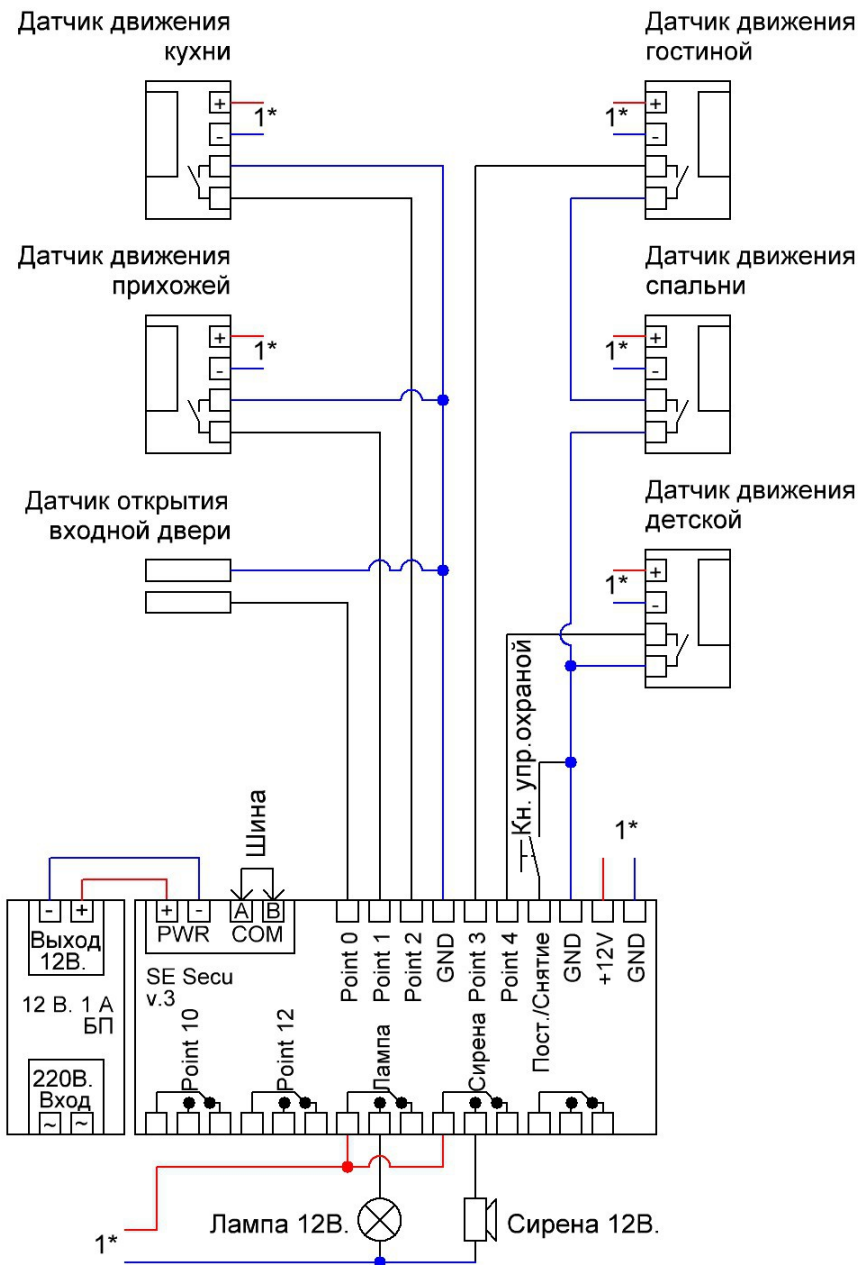 Датчик движения
кухни
+
1*
-
Датчик движения
гостиной
+
1*
-
Датчик движения
прихожей
+
1*
-
Датчик движения
спальни
+
1*
-
Датчик открытия
входной двери
Датчик движения
детской
+
1*
-
Кн. упр.охраной
Шина
1*
- +
Выход
12В.
12 В. 1 А
БП
220В.
Вход
~ ~
+ - A B
PWR COM
SE Secu
v.3
Point 0
Point 1
Point 2
GND
Point 3
Point 4
Пост./Снятие
GND
+12V
GND
Point 10
Point 12
Лампа
Сирена
Лампа 12В.
Сирена 12В.
1*